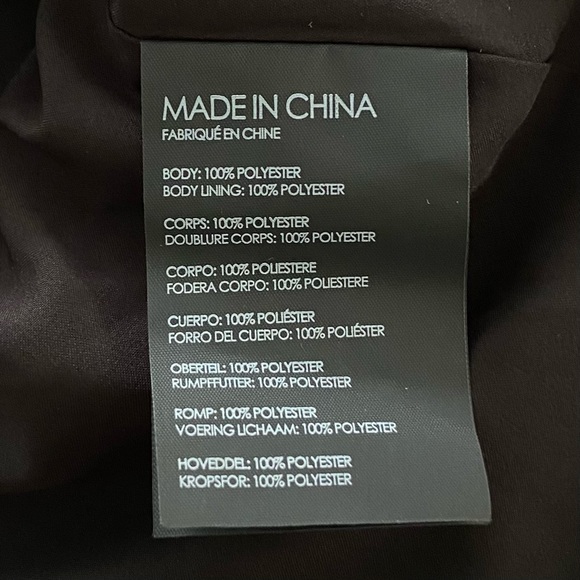 MADE IN CHINA
FABRIQUÉ EN CHINE
BODY: 100% POLYESTER
BODY LINING: 100% POLYESTER
CORPS: 100% POLYESTER
DOUBLURE CORPS: 100% POLYESTER
CORPO: 100% POLIESTERE
FODERA CORPO: 100% POLIESTERE
CUERPO: 100% POLIÉSTER
FORRO DEL CUERPO: 100% POLIÉSTER
OBERTEIL: 100% POLYESTER
RUMPFFUTTER: 100% POLYESTER
ROMP: 100% POLYESTER
VOERING LICHAAM: 100% POLYESTER
HOVEDDEL: 100% POLYESTER
KROPSFOR: 100% POLYESTER